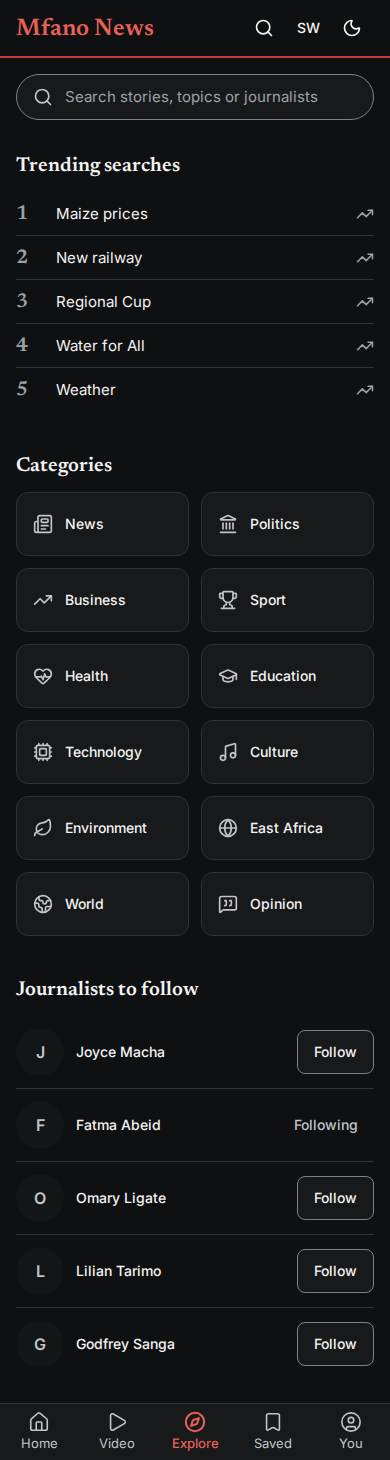 Mfano News
SW
Search stories, topics or journalists
Trending searches
1 Maize prices
2 New railway
3 Regional Cup
4 Water for All
5 Weather
Categories
News Politics
Business Sport
Health Education
Technology Culture
Environment East Africa
World Opinion
Journalists to follow
J Joyce Macha Follow
F Fatma Abeid Following
O Omary Ligate Follow
L Lilian Tarimo Follow
G Godfrey Sanga Follow
Home Video Explore Saved You